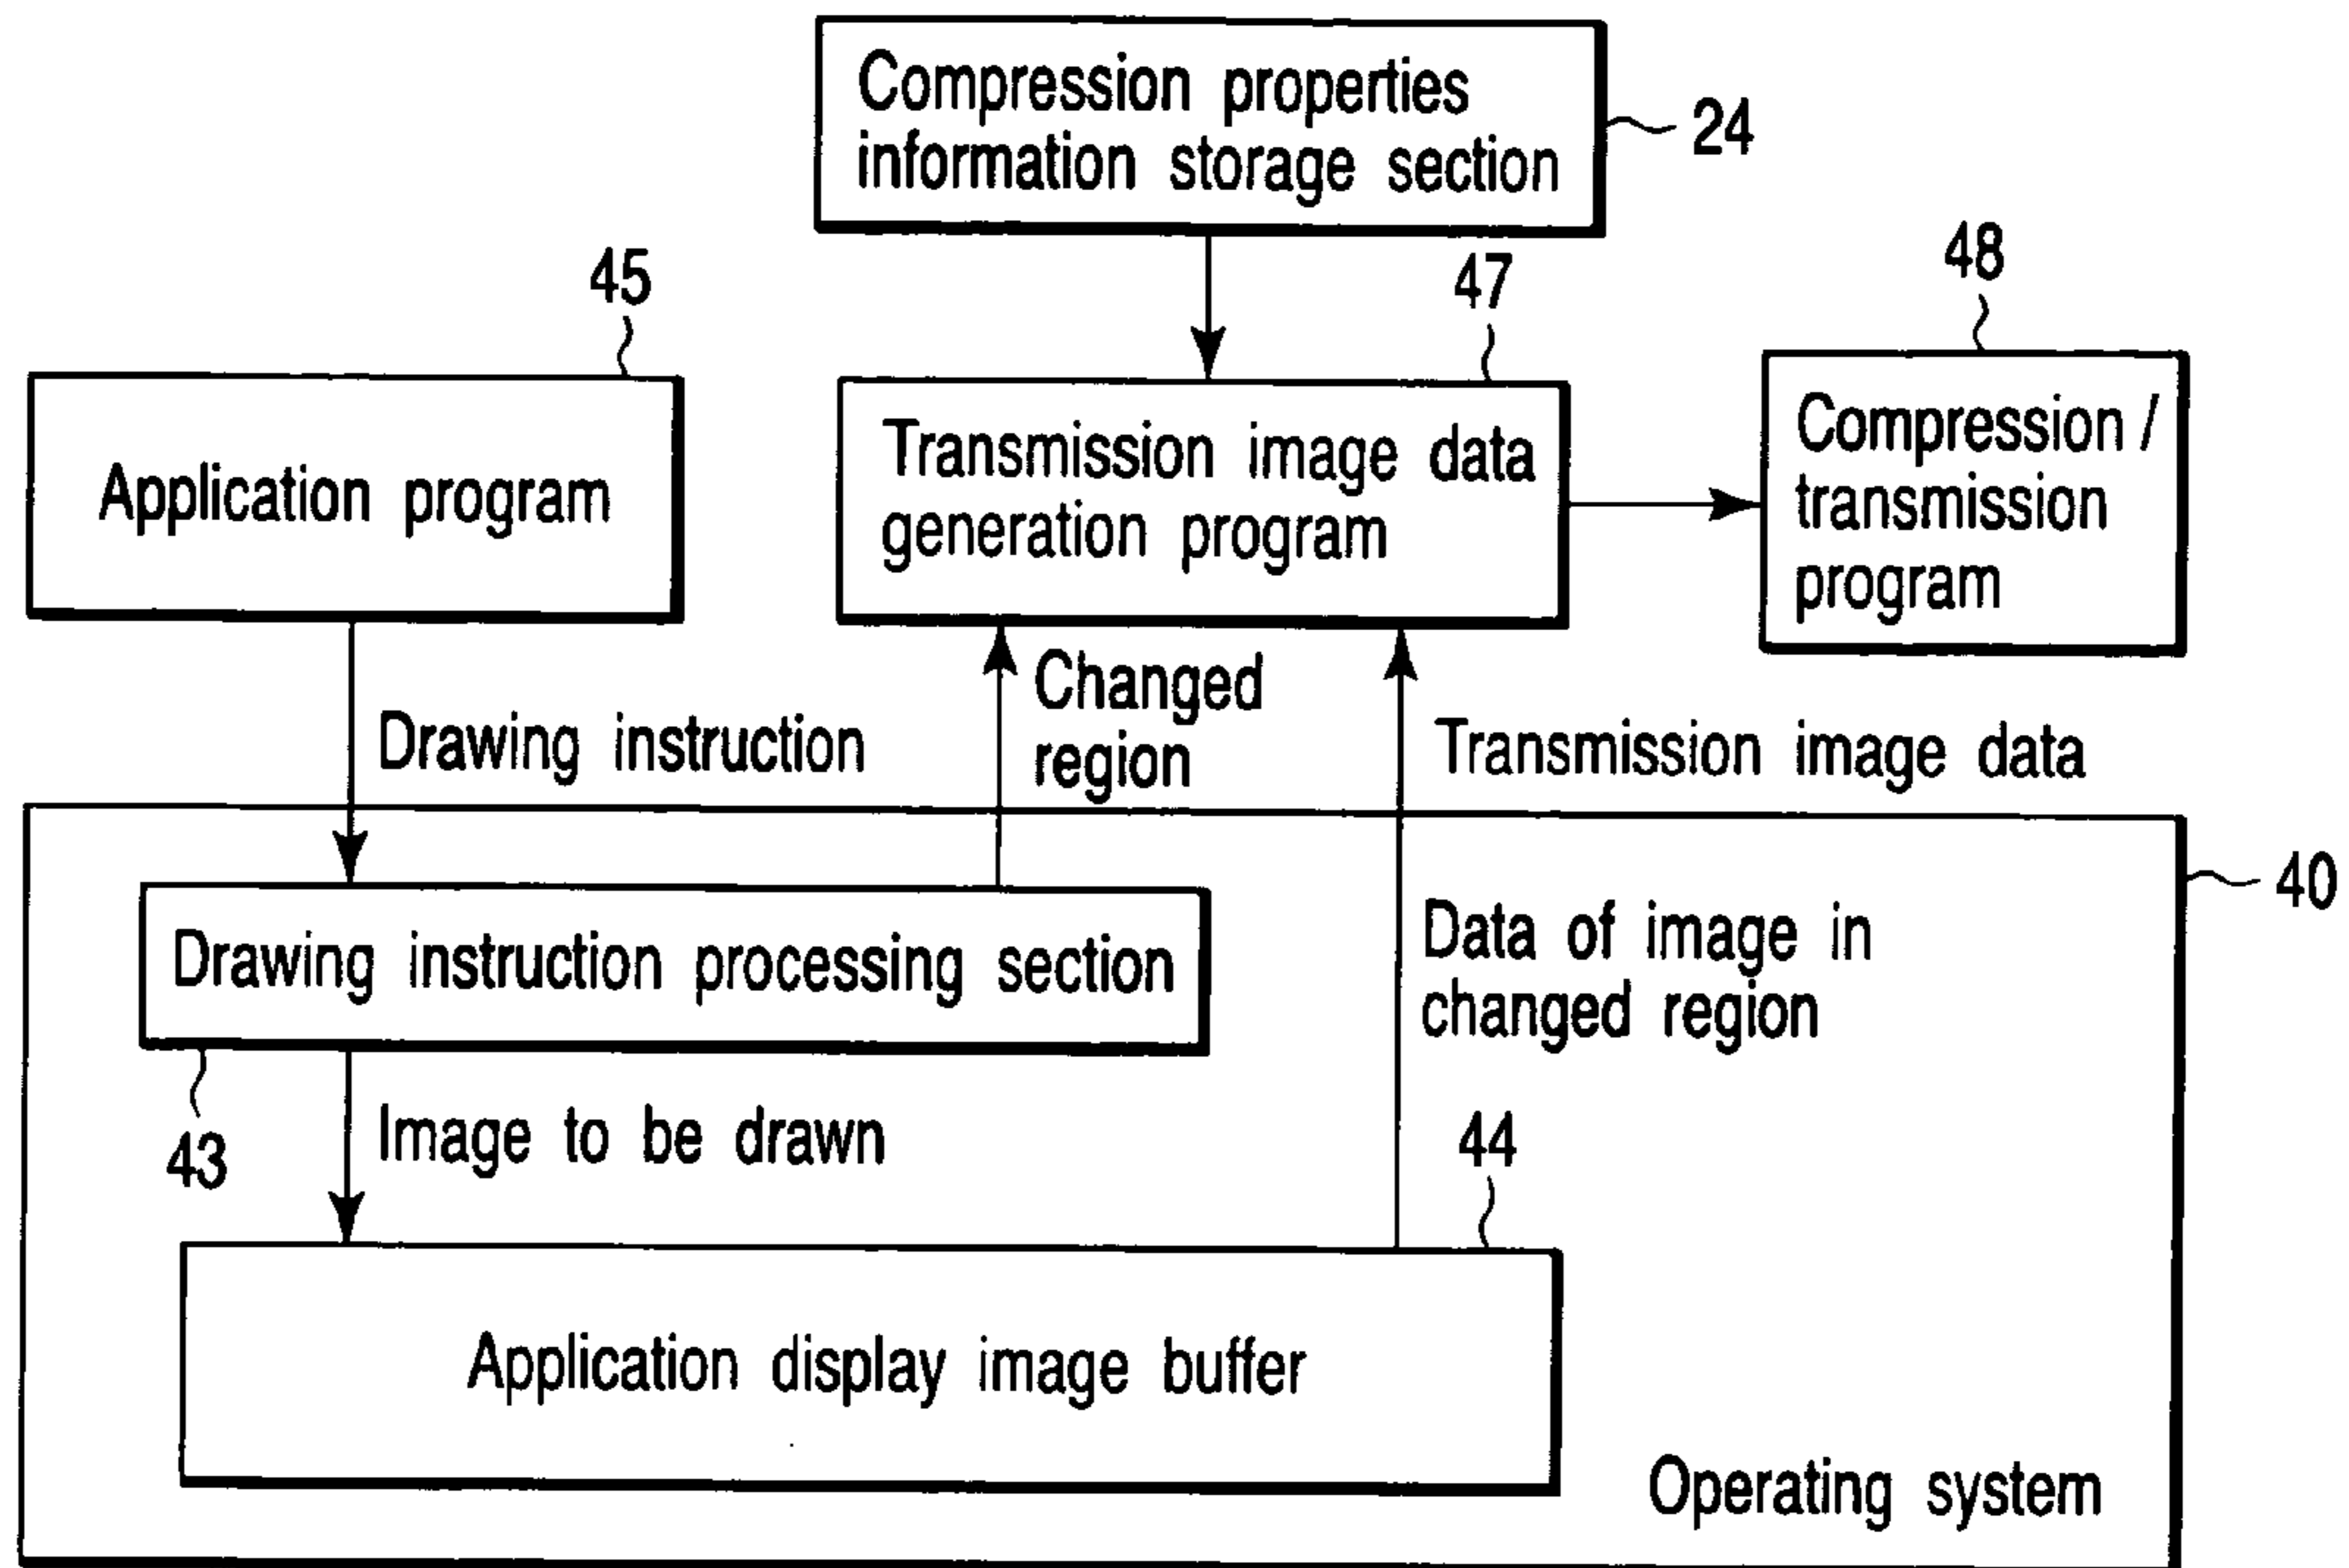 Compression properties
information storage section
24
45
47
48
Application program
Transmission image data
generation program
Compression /
transmission
program
Drawing instruction
Changed
region
Transmission image data
40
Drawing instruction processing section
Data of image in
changed region
43
Image to be drawn
44
Application display image buffer
Operating system